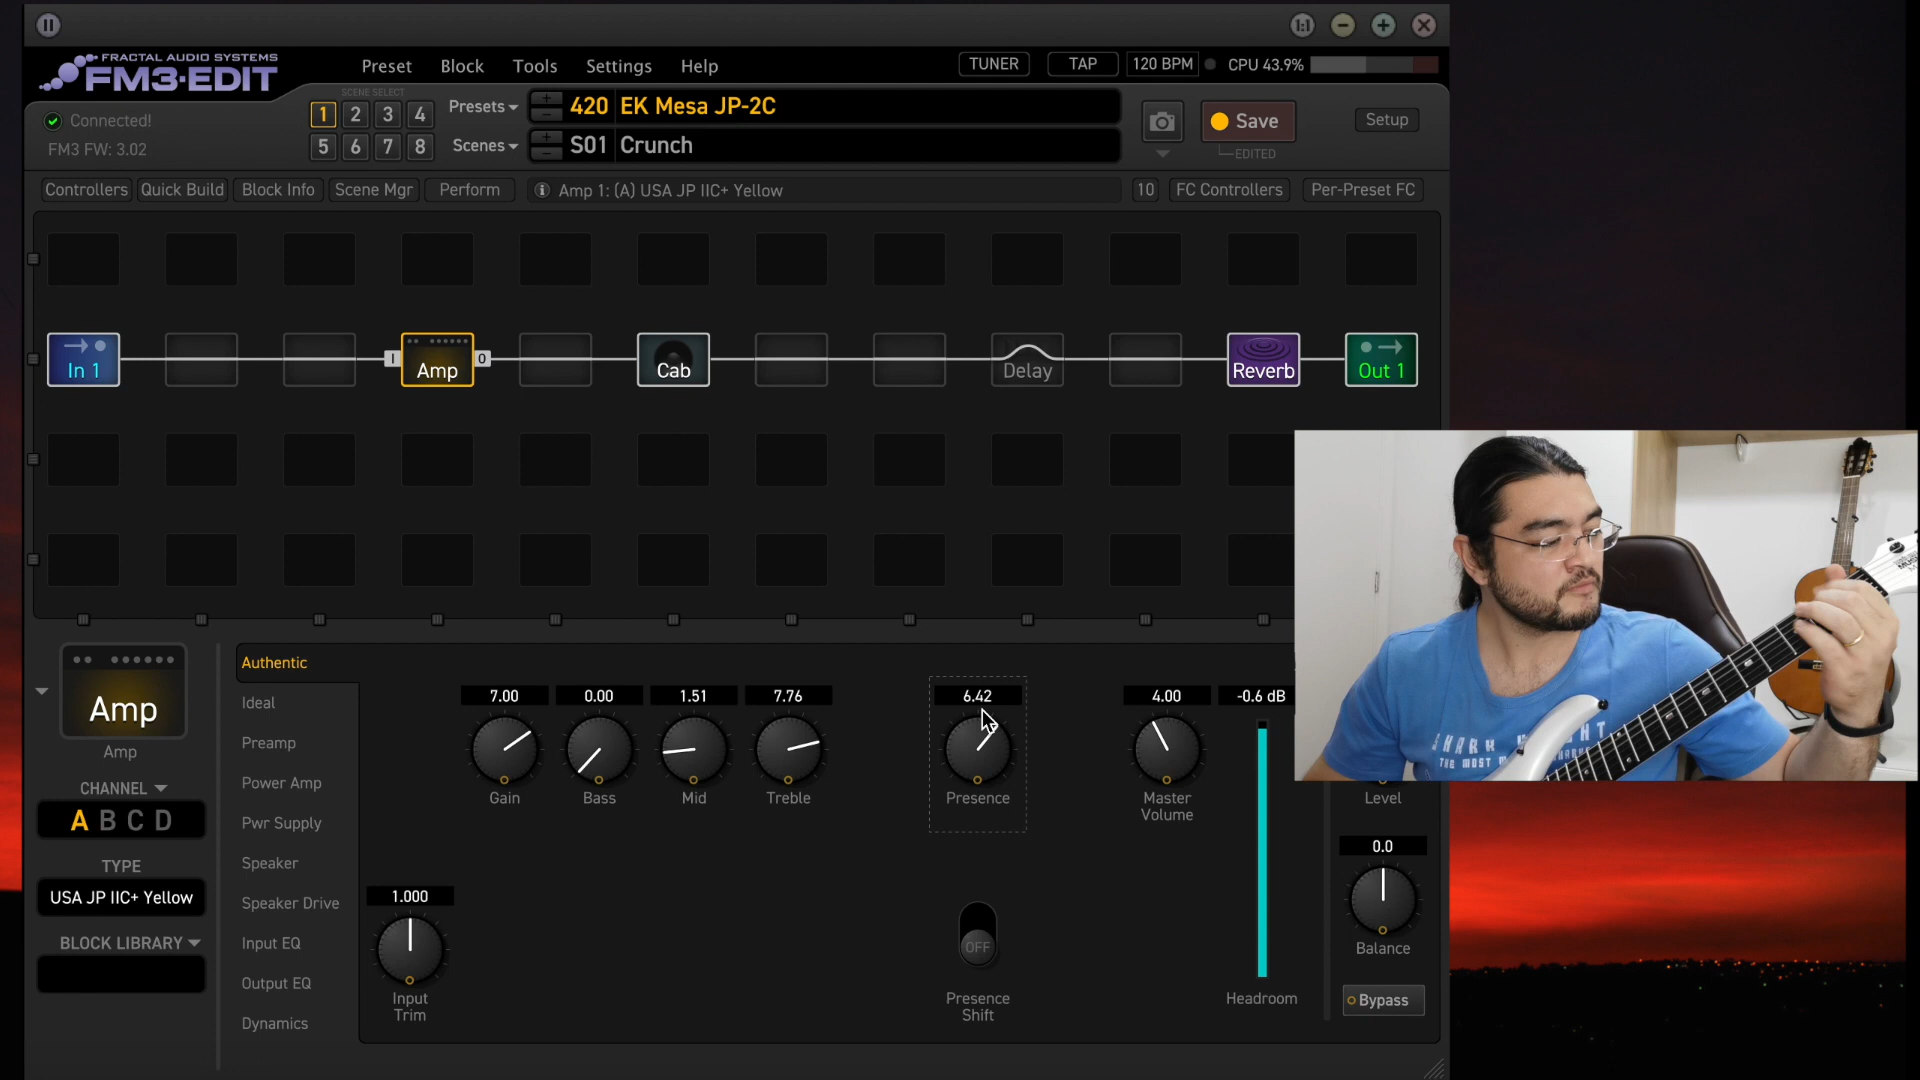 FRACTAL AUDIO SYSTEMS
FM3-EDIT
Preset Block Tools Settings Help
TUNER TAP 120 BPM CPU 43.9%
SCENE SELECT
1 2 3 4
5 6 7 8
Presets
420 EK Mesa JP-2C
Scenes
S01 Crunch
Connected!
FM3 FW: 3.02
Save
EDITED
Setup
Controllers Quick Build Block Info Scene Mgr Perform
Amp 1: (A) USA JP IIC+ Yellow
10 FC Controllers Per-Preset FC
In 1
I Amp O
Cab
Delay
Reverb
Out 1
Amp
Amp
CHANNEL
A B C D
TYPE
USA JP IIC+ Yellow
BLOCK LIBRARY
Authentic
Ideal
Preamp
Power Amp
Pwr Supply
Speaker
Speaker Drive
Input EQ
Output EQ
Dynamics
7.00 0.00 1.51 7.76 6.42 4.00 -0.6 dB
Gain Bass Mid Treble Presence Master
Volume
Level
1.000
Input
Trim
OFF
Presence
Shift
Headroom
0.0
Balance
Bypass
THE MOST